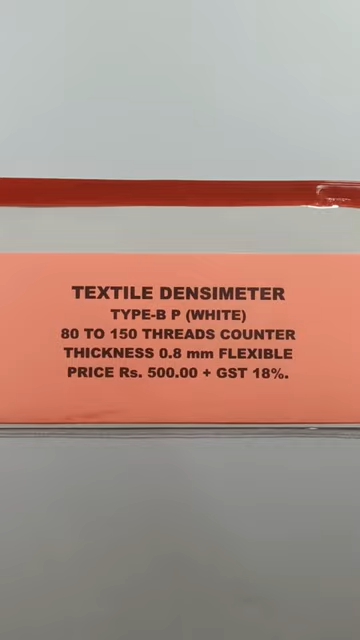 TEXTILE DENSIMETER
TYPE-B P (WHITE)
80 TO 150 THREADS COUNTER
THICKNESS 0.8 mm FLEXIBLE
PRICE Rs. 500.00 + GST 18%.